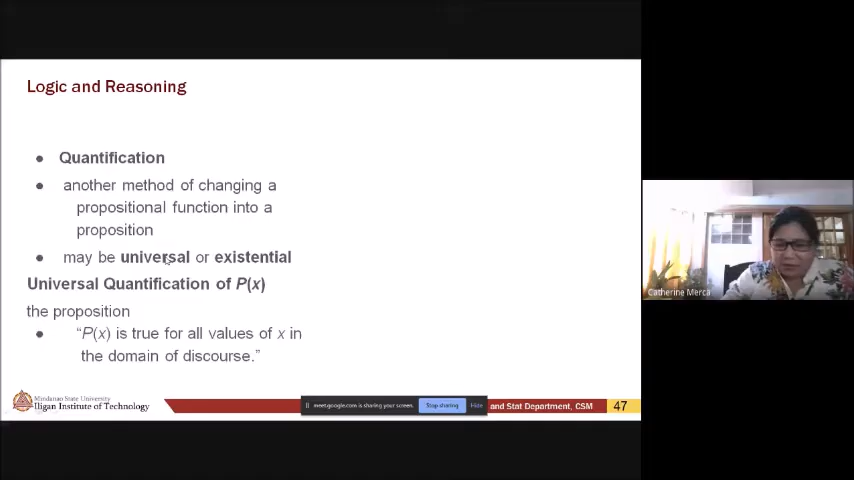 Logic and Reasoning
• Quantification
• another method of changing a
propositional function into a
proposition
• may be universal or existential
Universal Quantification of P(x)
the proposition
• “P(x) is true for all values of x in
the domain of discourse.”
Mindanao State University
Iligan Institute of Technology
meet.google.com is sharing your screen.
Stop sharing
Hide
and Stat Department, CSM
47
Catherine Merca